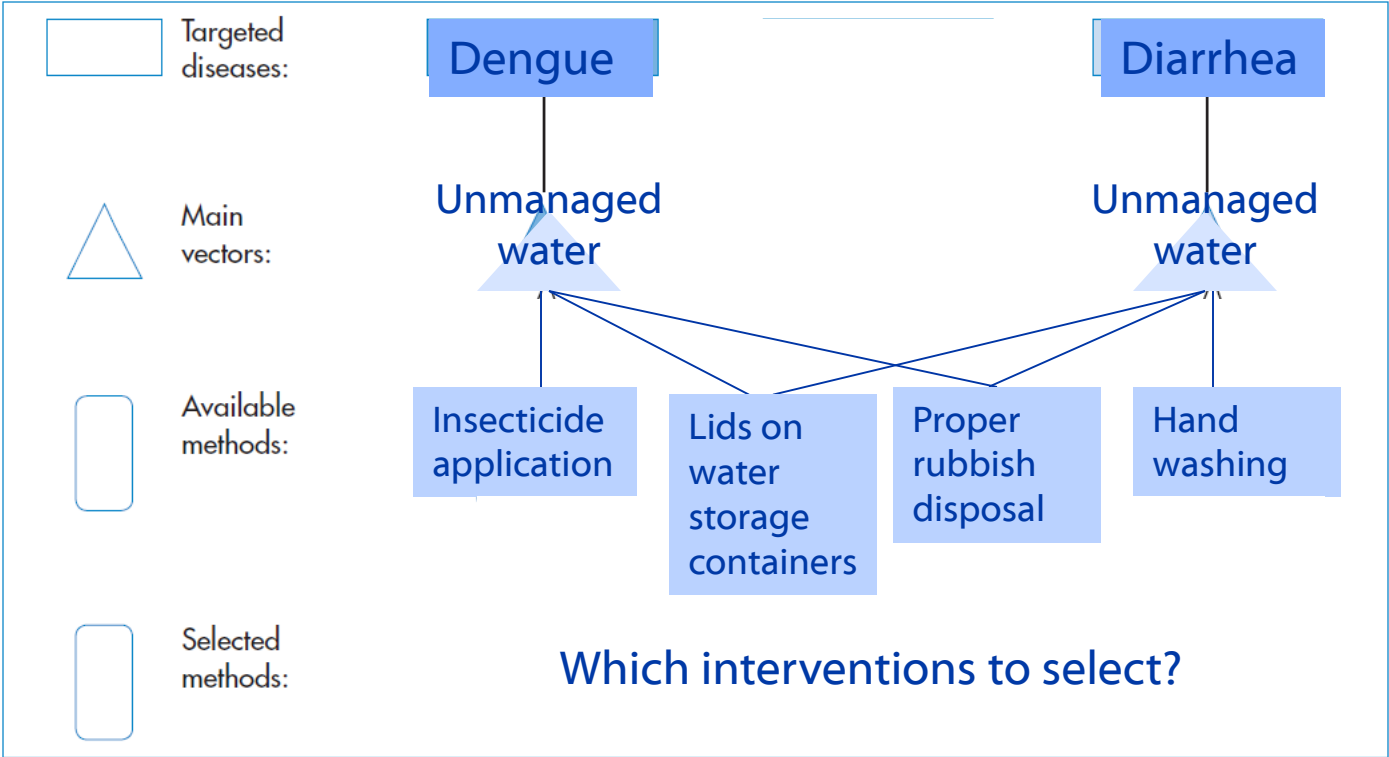 Targeted
diseases:
Dengue
Diarrhea
Main
vectors:
Unmanaged
water
Unmanaged
water
Available
methods:
Insecticide
application
Lids on
water
storage
containers
Proper
rubbish
disposal
Hand
washing
Selected
methods:
Which interventions to select?